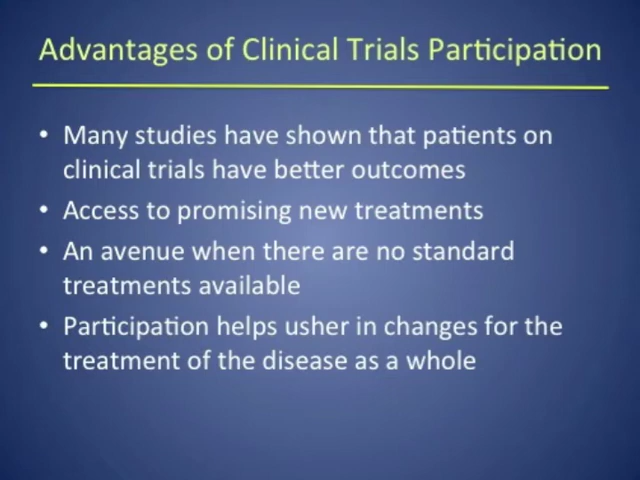 Advantages of Clinical Trials Participation
• Many studies have shown that patients on
clinical trials have better outcomes
• Access to promising new treatments
• An avenue when there are no standard
treatments available
• Participation helps usher in changes for the
treatment of the disease as a whole